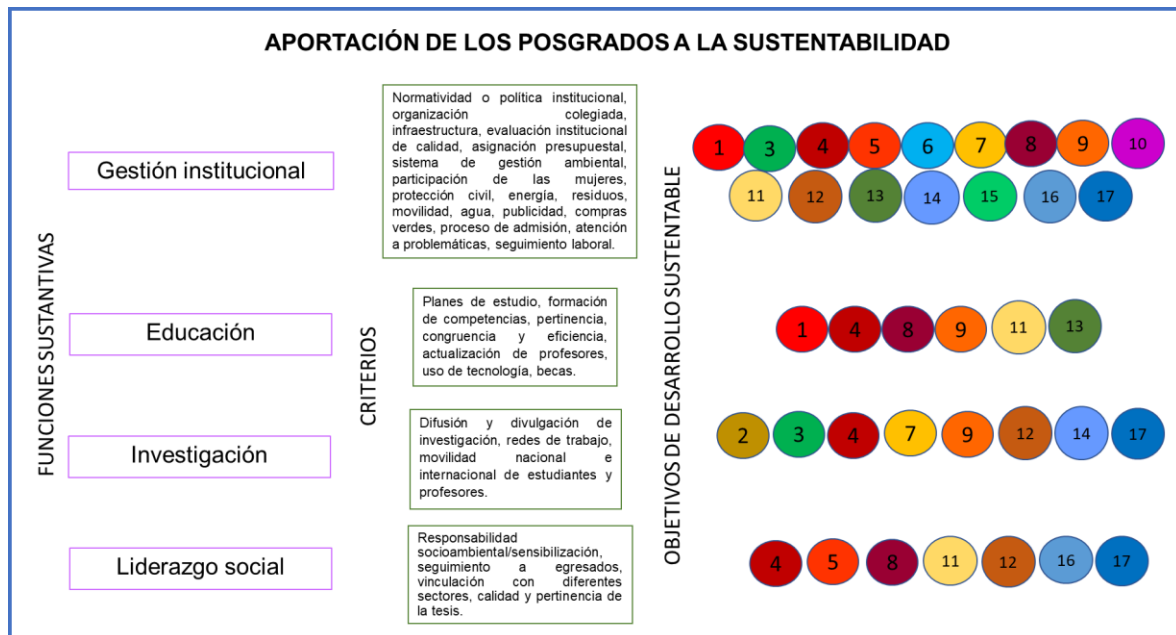 APORTACIÓN DE LOS POSGRADOS A LA SUSTENTABILIDAD
FUNCIONES SUSTANTIVAS
CRITERIOS
OBJETIVOS DE DESARROLLO SUSTENTABLE
Gestión institucional
Normatividad o política institucional,
organización colegiada,
infraestructura, evaluación institucional
de calidad, asignación presupuestal,
sistema de gestión ambiental,
participación de las mujeres,
protección civil, energía, residuos,
movilidad, agua, publicidad, compras
verdes, proceso de admisión, atención
a problemáticas, seguimiento laboral.
1 3 4 5 6 7 8 9 10
11 12 13 14 15 16 17
Educación
Planes de estudio, formación
de competencias, pertinencia,
congruencia y eficiencia,
actualización de profesores,
uso de tecnología, becas.
1 4 8 9 11 13
Investigación
Difusión y divulgación de
investigación, redes de trabajo,
movilidad nacional e
internacional de estudiantes y
profesores.
2 3 4 7 9 12 14 17
Liderazgo social
Responsabilidad
socioambiental/sensibilización,
seguimiento a egresados,
vinculación con diferentes
sectores, calidad y pertinencia de
la tesis.
4 5 8 11 12 16 17